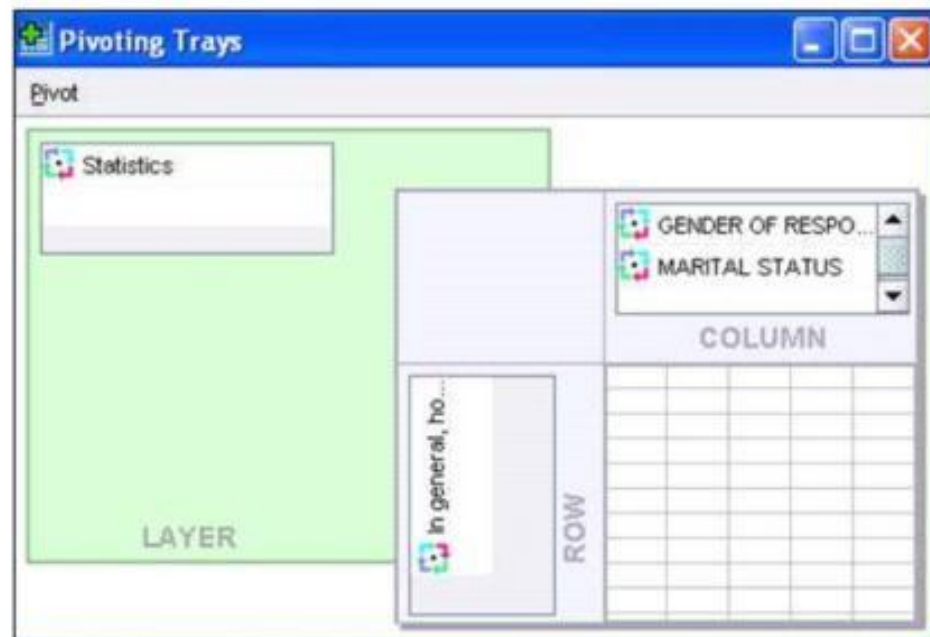 Pivoting Trays
Pivot
Statistics
GENDER OF RESPO...
MARITAL STATUS
COLUMN
In general, ho...
ROW
LAYER